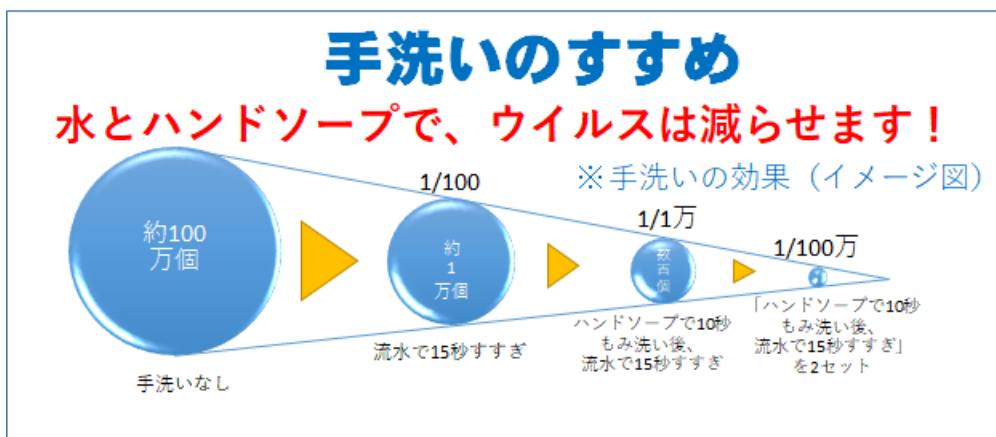 手洗いのすすめ
水とハンドソープで、ウイルスは減らせます！
※手洗いの効果（イメージ図）
約100
万個
手洗いなし
1/100
約
1
万個
流水で15秒すすぎ
1/1万
数
百
個
ハンドソープで10秒
もみ洗い後、
流水で15秒すすぎ
1/100万
「ハンドソープで10秒
もみ洗い後、
流水で15秒すすぎ」
を2セット